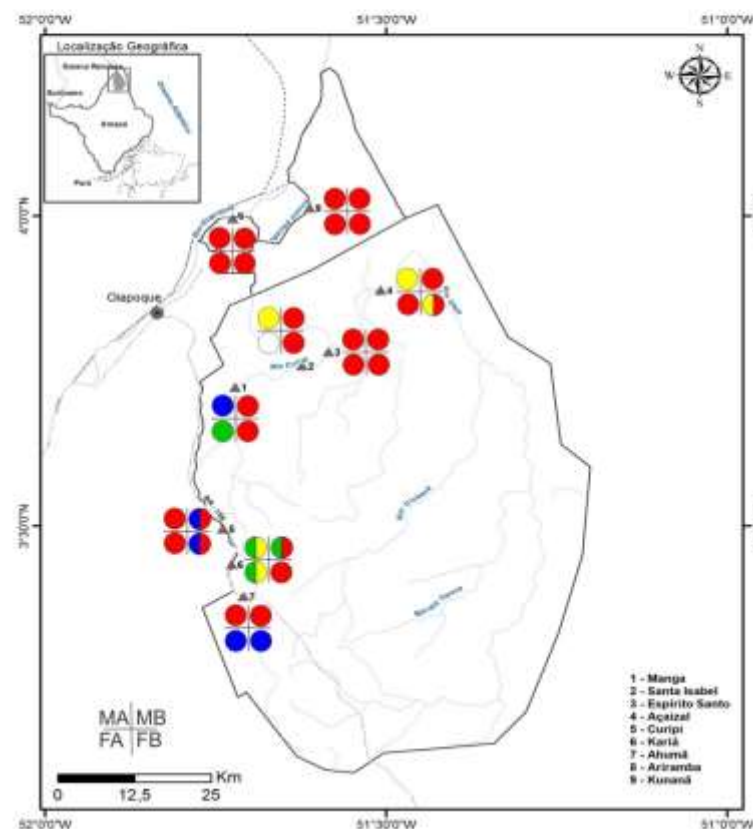 52°0'0"W 51°30'0"W 51°0'0"W
Localização Geográfica
Amapá
Pará
N
W E
S
4°0'0"N
9
8
Oiapoque
4
3
2
1
3°30'0"N
5
6
7
MA MB
FA FB
Km
0 12,5 25
1 - Manga
2 - Santa Isabel
3 - Espírito Santo
4 - Açaizal
5 - Curipi
6 - Kariá
7 - Ahumã
8 - Ariramba
9 - Kunanã
52°0'0"W 51°30'0"W 51°0'0"W